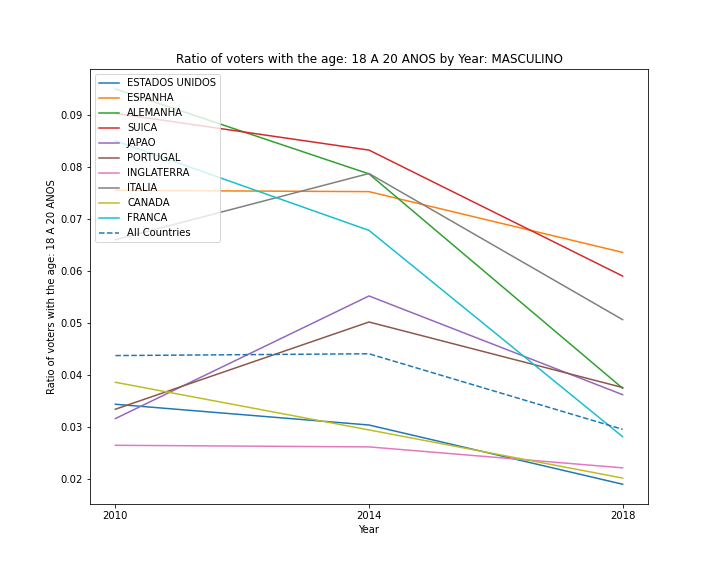 Ratio of voters with the age: 18 A 20 ANOS by Year: MASCULINO
Ratio of voters with the age: 18 A 20 ANOS
0.09
0.08
0.07
0.06
0.05
0.04
0.03
0.02
ESTADOS UNIDOS
ESPANHA
ALEMANHA
SUICA
JAPAO
PORTUGAL
INGLATERRA
ITALIA
CANADA
FRANCA
All Countries
2010 2014 2018
Year